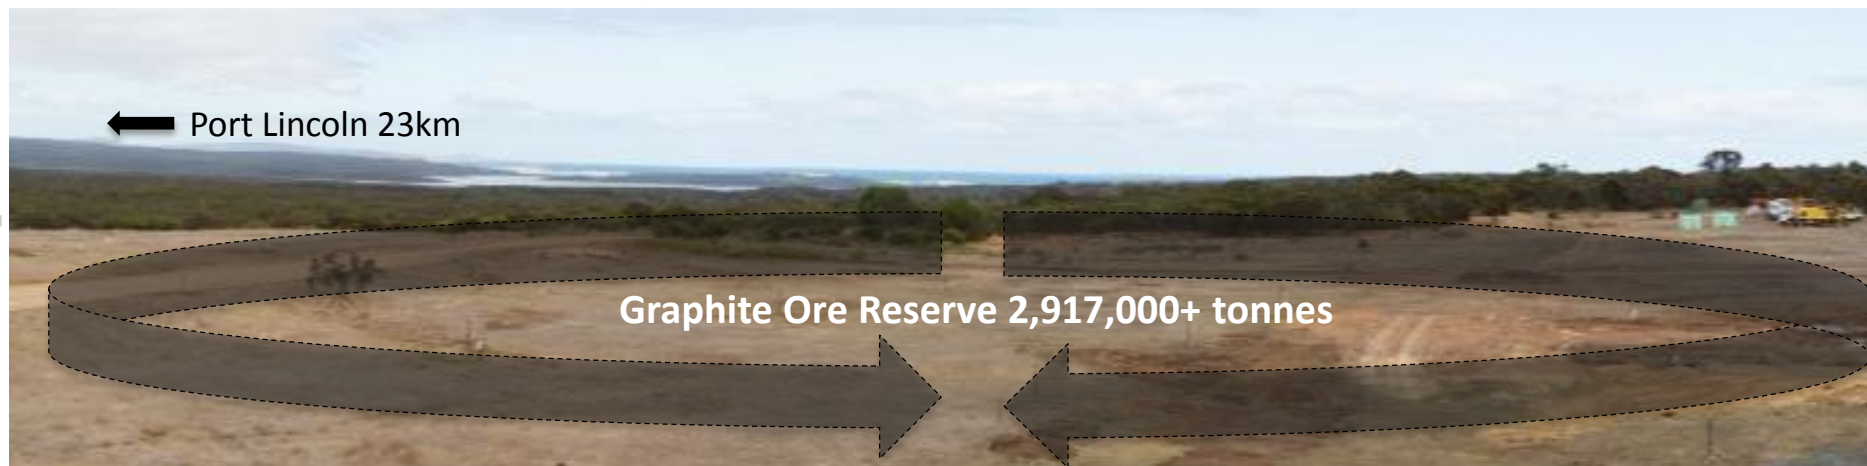 Port Lincoln 23km
Graphite Ore Reserve 2,917,000+ tonnes